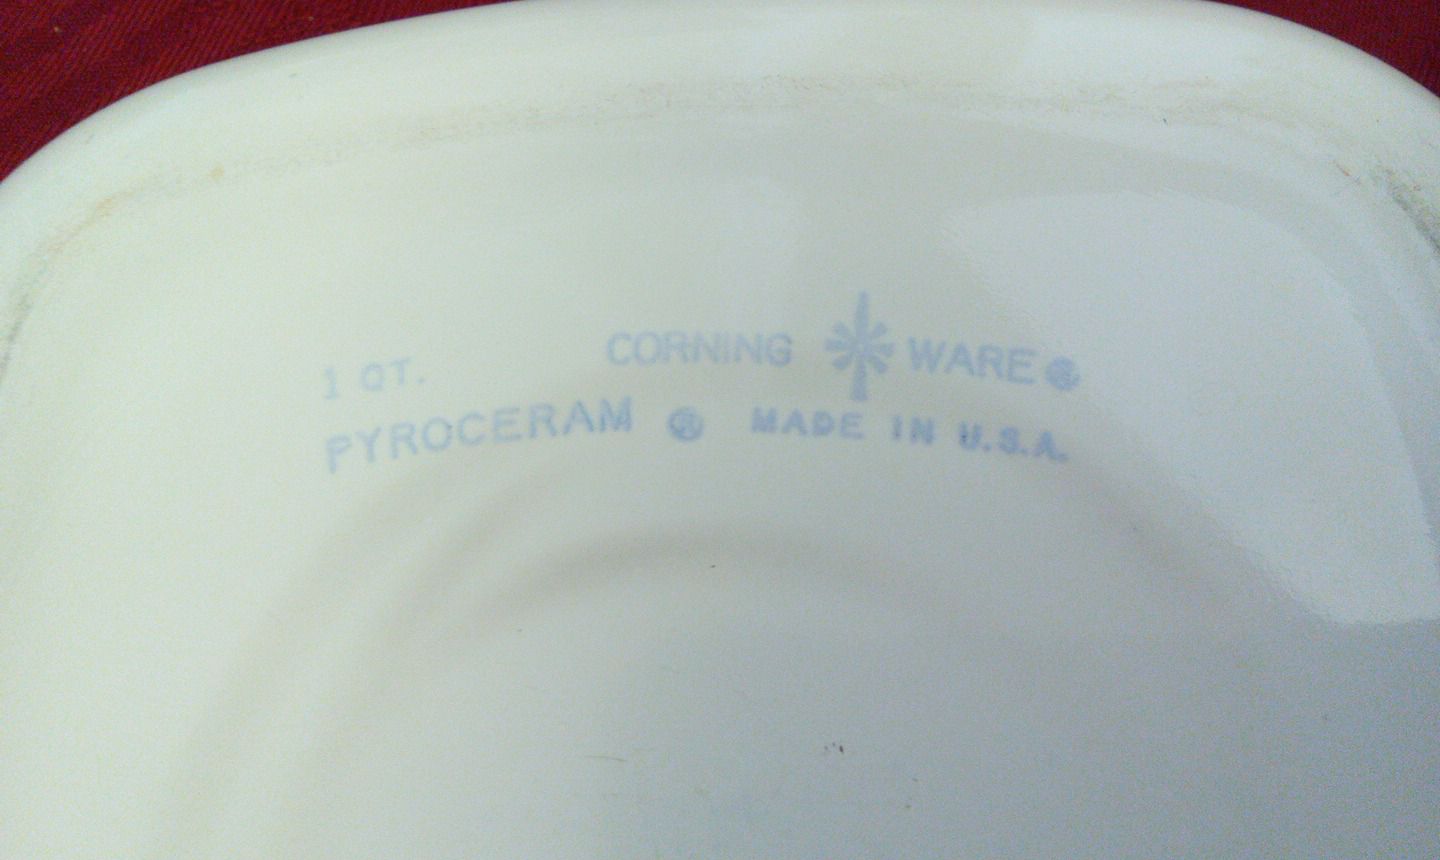 1 QT. CORNING WARE ®
PYROCERAM ® MADE IN U.S.A.